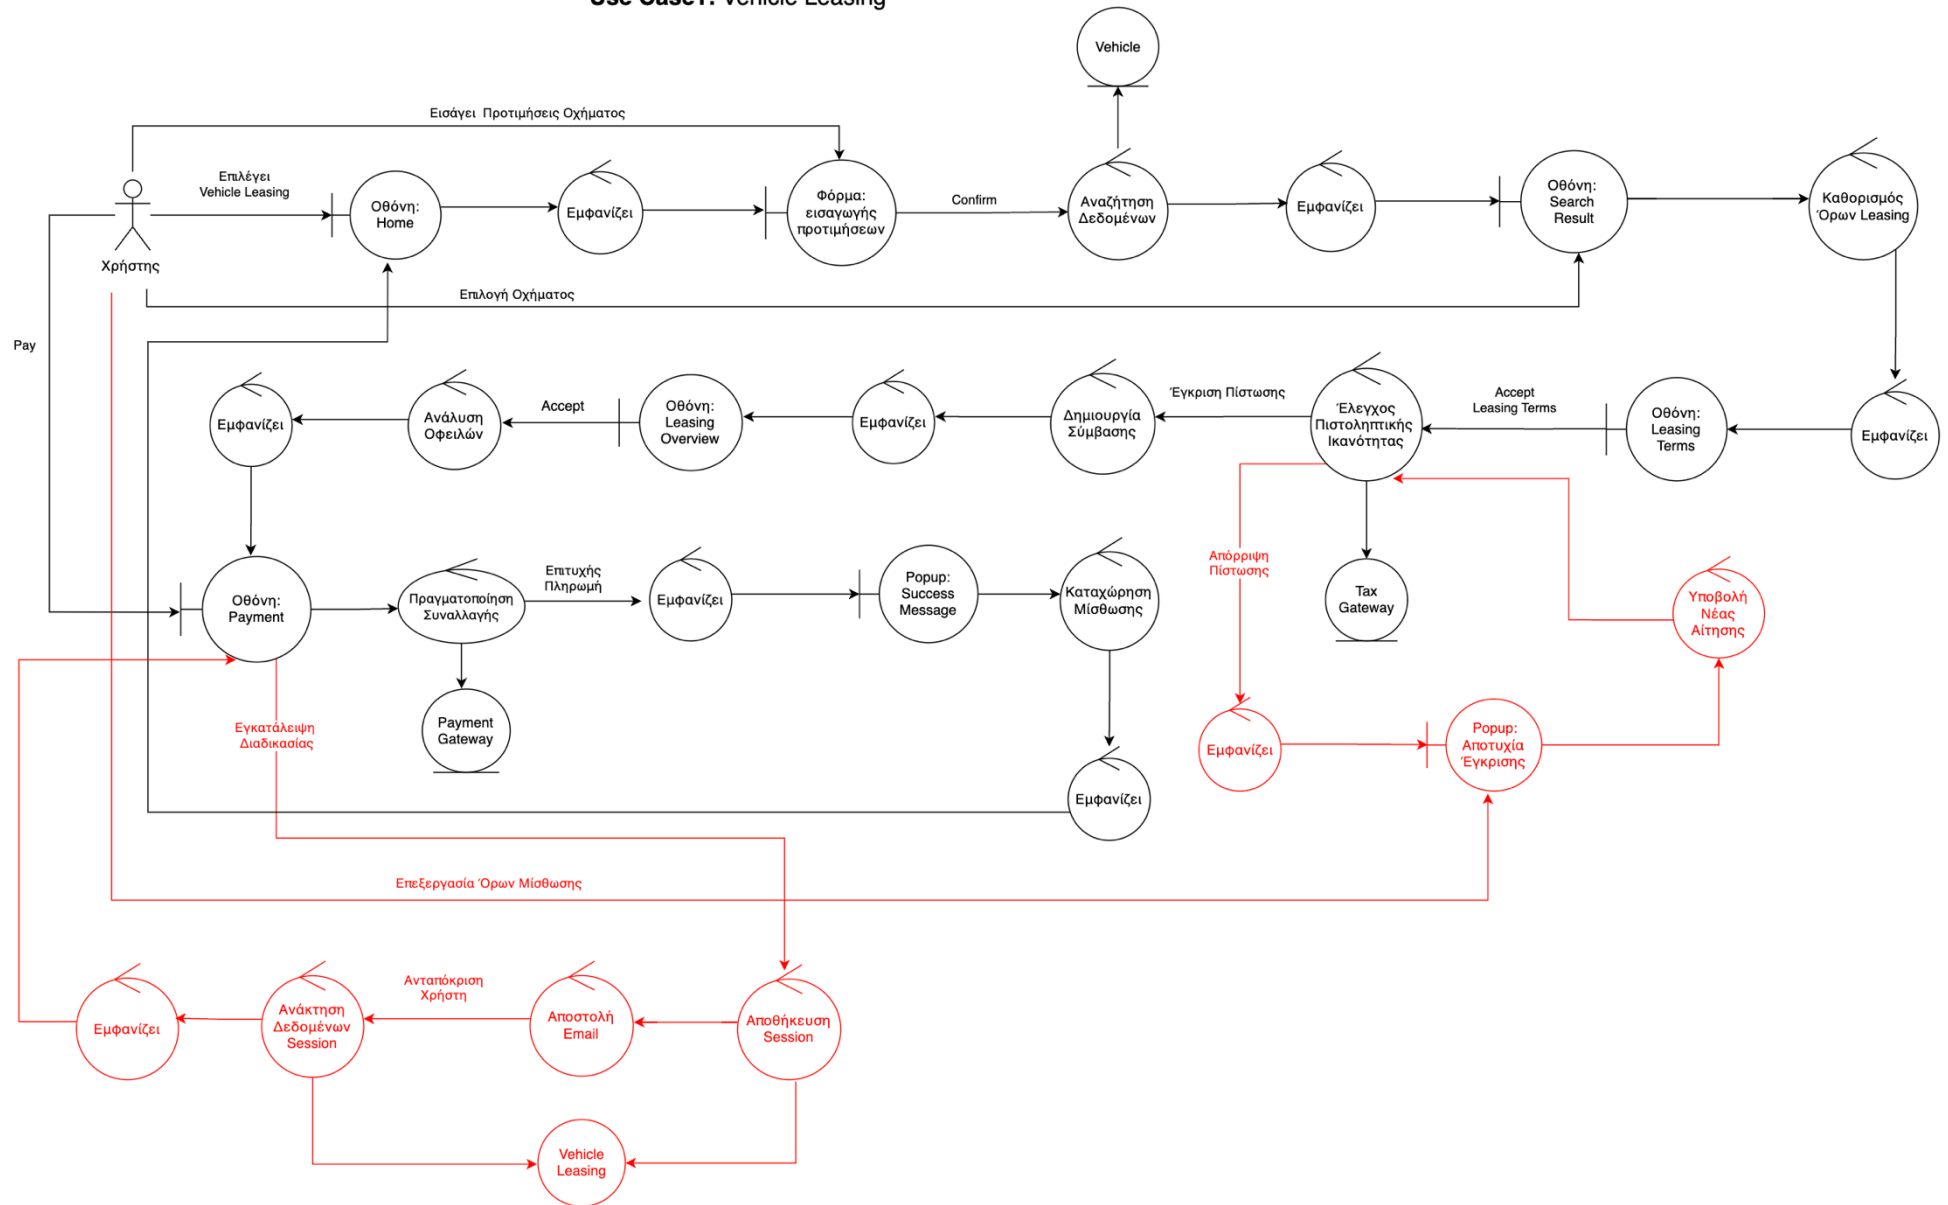 Use Case1: Vehicle Leasing
Vehicle
Εισάγει Προτιμήσεις Οχήματος
Επιλέγει
Vehicle Leasing
Χρήστης
Οθόνη:
Home
Εμφανίζει
Φόρμα:
εισαγωγής
προτιμήσεων
Confirm
Αναζήτηση
Δεδομένων
Εμφανίζει
Οθόνη:
Search
Result
Καθορισμός
Όρων Leasing
Επιλογή Οχήματος
Pay
Εμφανίζει
Ανάλυση
Οφειλών
Accept
Οθόνη:
Leasing
Overview
Εμφανίζει
Δημιουργία
Σύμβασης
Έγκριση Πίστωσης
Έλεγχος
Πιστοληπτικής
Ικανότητας
Accept
Leasing Terms
Οθόνη:
Leasing
Terms
Εμφανίζει
Οθόνη:
Payment
Πραγματοποίηση
Συναλλαγής
Επιτυχής
Πληρωμή
Εμφανίζει
Popup:
Success
Message
Καταχώρηση
Μίσθωσης
Απόρριψη
Πίστωσης
Tax
Gateway
Υποβολή
Νέας
Αίτησης
Εγκατάλειψη
Διαδικασίας
Payment
Gateway
Εμφανίζει
Εμφανίζει
Popup:
Αποτυχία
Έγκρισης
Επεξεργασία Όρων Μίσθωσης
Εμφανίζει
Ανάκτηση
Δεδομένων
Session
Ανταπόκριση
Χρήστη
Αποστολή
Email
Αποθήκευση
Session
Vehicle
Leasing